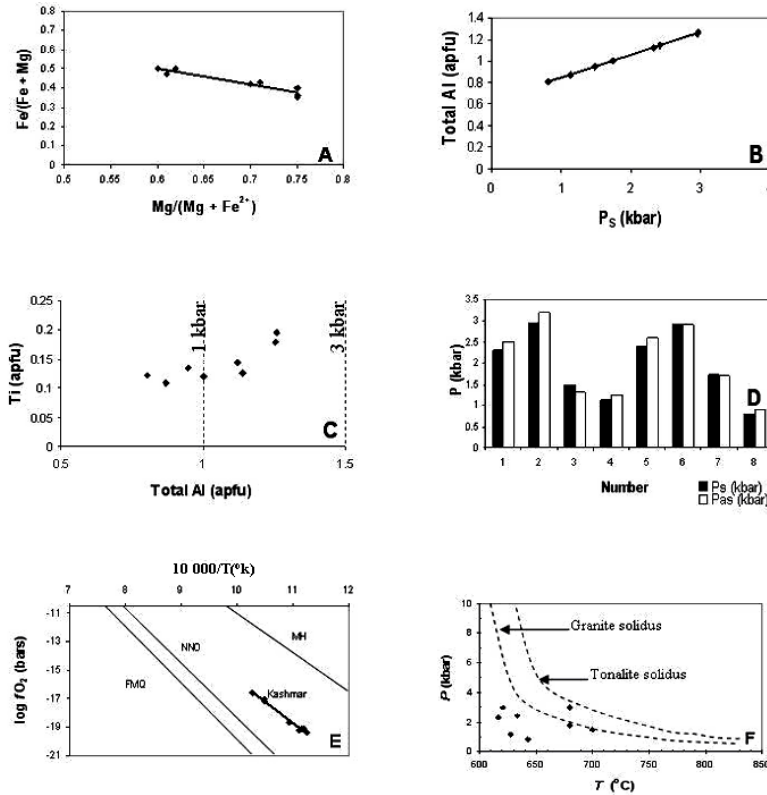 Fe/(Fe + Mg)
0.8
0.7
0.6
0.5
0.4
0.3
0.2
0.1
0
0.5 0.55 0.6 0.65 0.7 0.75 0.8
Mg/(Mg + Fe2+)
A
Total Al (apfu)
1.4
1.2
1
0.8
0.6
0.4
0.2
0
0 1 2 3
PS (kbar)
B
Ti (apfu)
0.25
0.2
0.15
0.1
0.05
0
1 kbar
3 kbar
0.5 1 1.5
Total Al (apfu)
C
P (kbar)
3.5
3
2.5
2
1.5
1
0.5
0
1 2 3 4 5 6 7 8
Number
D
Ps (kbar)
Pas (kbar)
10 000/T(ºk)
7 8 9 10 11 12
log fO2 (bars)
-11
-13
-15
-17
-19
-21
MH
NNO
FMQ
Kashmar
E
P (kbar)
10
8
6
4
2
0
Granite solidus
Tonalite solidus
F
600 650 700 750 800 850
T (°C)